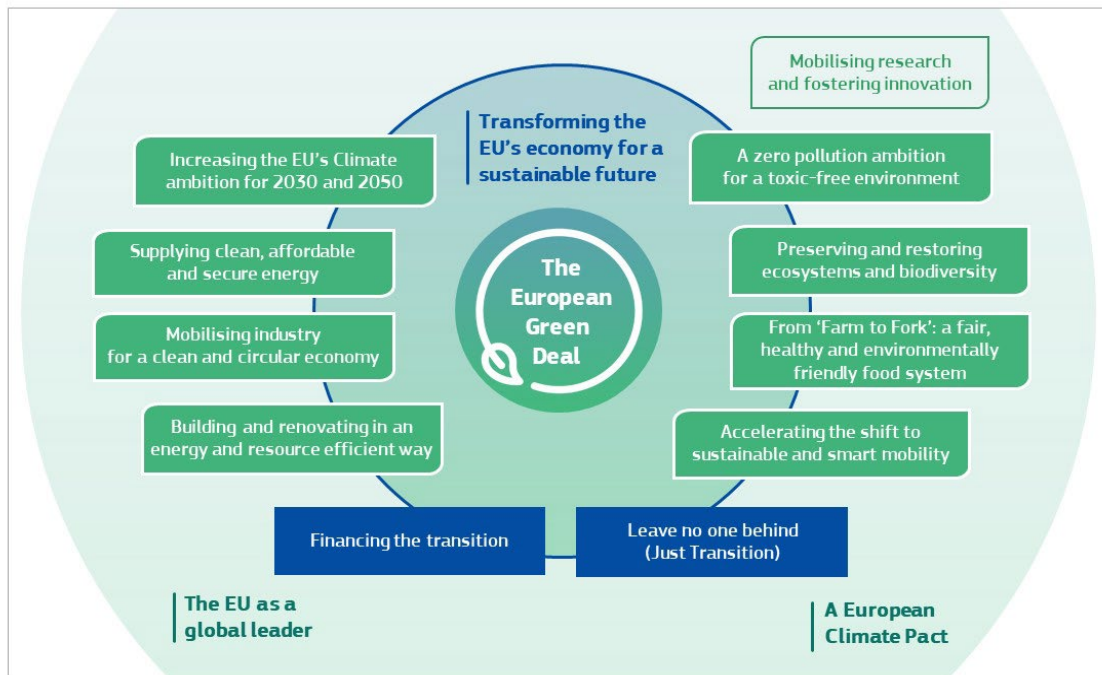 Mobilising research
and fostering innovation
Transforming the
EU's economy for a
sustainable future
Increasing the EU's Climate
ambition for 2030 and 2050
A zero pollution ambition
for a toxic-free environment
Supplying clean, affordable
and secure energy
The
European
Green
Deal
Preserving and restoring
ecosystems and biodiversity
Mobilising industry
for a clean and circular economy
From ‘Farm to Fork’: a fair,
healthy and environmentally
friendly food system
Building and renovating in an
energy and resource efficient way
Accelerating the shift to
sustainable and smart mobility
Financing the transition
Leave no one behind
(Just Transition)
The EU as a
global leader
A European
Climate Pact